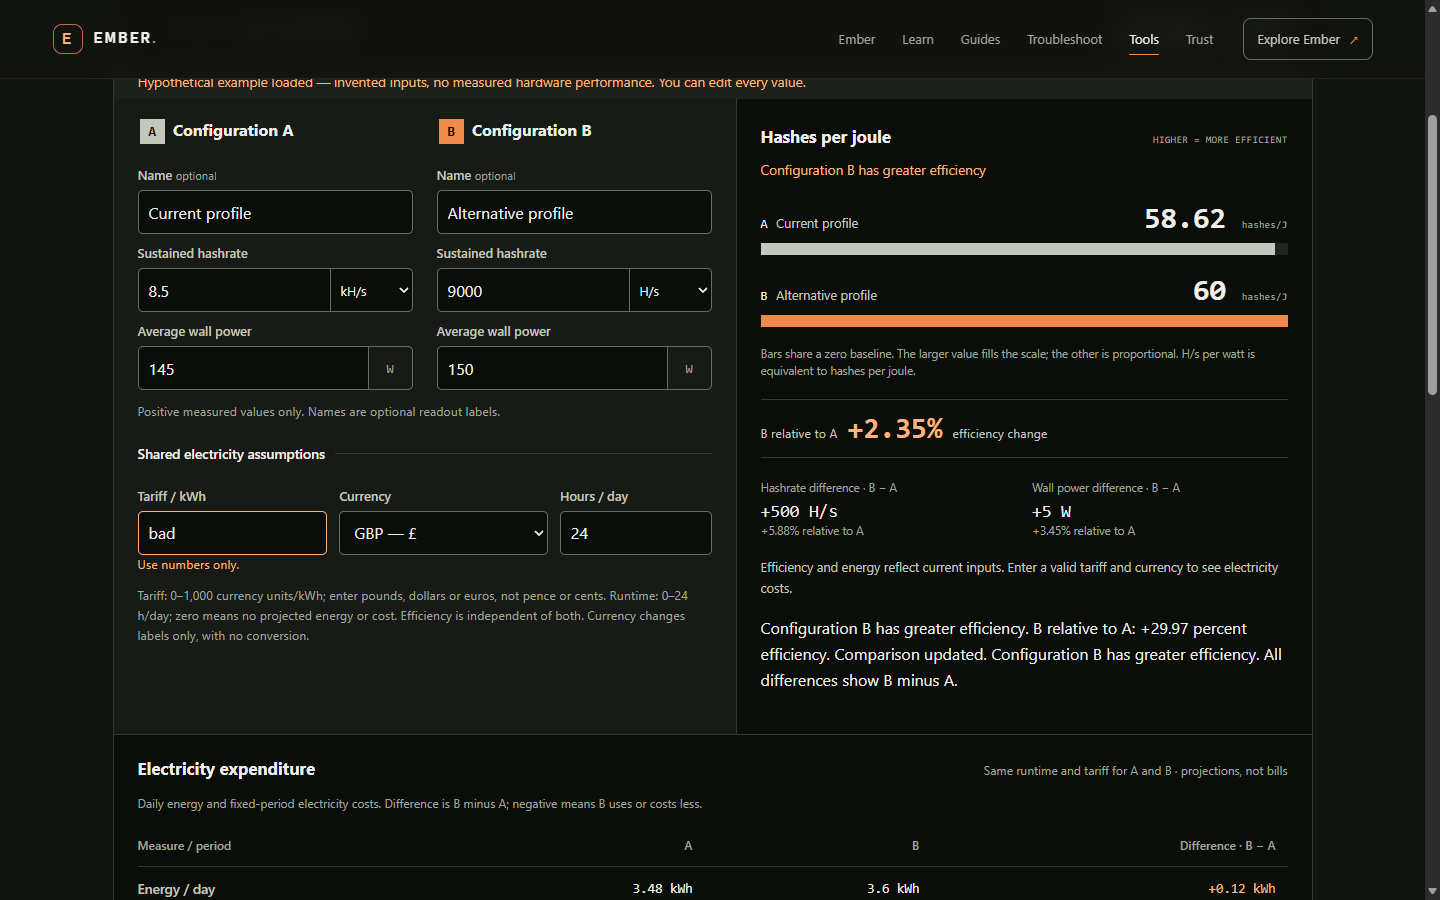 E EMBER.
Ember Learn Guides Troubleshoot Tools Trust Explore Ember ↗
Hypothetical example loaded — invented inputs, no measured hardware performance. You can edit every value.
A Configuration A
B Configuration B
Name optional
Name optional
Current profile
Alternative profile
Sustained hashrate
Sustained hashrate
8.5 kH/s
9000 H/s
Average wall power
Average wall power
145 W
150 W
Positive measured values only. Names are optional readout labels.
Shared electricity assumptions
Tariff / kWh
Currency
Hours / day
bad
GBP — £
24
Use numbers only.
Tariff: 0–1,000 currency units/kWh; enter pounds, dollars or euros, not pence or cents. Runtime: 0–24
h/day; zero means no projected energy or cost. Efficiency is independent of both. Currency changes
labels only, with no conversion.
Hashes per joule
HIGHER = MORE EFFICIENT
Configuration B has greater efficiency
A Current profile 58.62 hashes/J
B Alternative profile 60 hashes/J
Bars share a zero baseline. The larger value fills the scale; the other is proportional. H/s per watt is
equivalent to hashes per joule.
B relative to A +2.35% efficiency change
Hashrate difference · B − A
Wall power difference · B − A
+500 H/s
+5 W
+5.88% relative to A
+3.45% relative to A
Efficiency and energy reflect current inputs. Enter a valid tariff and currency to see electricity
costs.
Configuration B has greater efficiency. B relative to A: +29.97 percent
efficiency. Comparison updated. Configuration B has greater efficiency. All
differences show B minus A.
Electricity expenditure
Same runtime and tariff for A and B · projections, not bills
Daily energy and fixed-period electricity costs. Difference is B minus A; negative means B uses or costs less.
Measure / period A B Difference · B − A
Energy / day 3.48 kWh 3.6 kWh +0.12 kWh